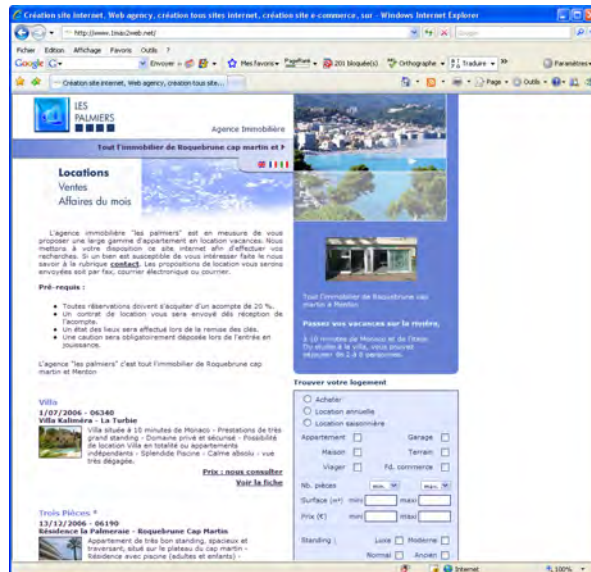 Création site internet, Web agency, création tous sites internet, création site e-commerce, sur - Windows Internet Explorer
Google
Fichier Edition Affichage Favoris Outils ?
Google G Envoyer Mes favoris PageRank 201 bloquée(s) Orthographe Traduire Paramètres
Création site internet, Web agency, création tous site... Page Outils
LES
PALMIERS
Agence Immobilière
Tout l'immobilier de Roquebrune cap martin et
Locations
Ventes
Affaires du mois
L'agence immobilière "les palmiers" est en meusure de vous
proposer une large gamme d'appartement en location vacances. Nous
mettons à votre disposition ce site internet afin d'effectuer vos
recherches. Si un bien est susceptible de vous intéresser faite le nous
savoir à la rubrique contact. Les propositions de location vous serons
envoyées soit par fax, courrier électronique ou courrier.
Pré-requis :
Toutes réservations doivent s'acquiter d'un acompte de 20 %.
Un contrat de location vous sera envoyé dès réception de
l'acompte.
Un état des lieux sera effectué lors de la remise des clés.
Une caution sera obligatoirement déposée lors de l'entrée en
jouissance.
L'agence "les palmiers" c'est tout l'immobilier de Roquebrune cap
martin et Menton
Villa
1/07/2006 - 06340
Villa Kaliméra - La Turbie
Villa située à 10 minutes de Monaco - Prestations de très
grand standing - Domaine privé et sécurisé - Possibilité
de location Villa en totalité ou appartements
indépendants - Splendide Piscine - Calme absolu - vue
très dégagée.
Prix : nous consulter
Voir la fiche
Trois Pièces *
13/12/2006 - 06190
Résidence la Palmeraie - Roquebrune Cap Martin
Appartement de très bon standing, spacieux et
traversant, situé sur le plateau du cap martin -
Résidence avec piscine (adultes et enfants) -
Tout l'immobilier de Roquebrune cap
martin à Menton
Passez vos vacances sur la riviéra,
à 10 minutes de Monaco et de l'Italie.
Du studio à la villa, vous pouvez
séjourner de 2 à 8 personnes.
Trouver votre logement
Acheter
Location annuelle
Location saisonnière
Appartement Garage
Maison Terrain
Viager Fd. commerce
Nb. pièces min. max.
Surface (m²) mini maxi
Prix (€) mini maxi
Standing : Luxe Moderne
Normal Ancien
Internet 100%